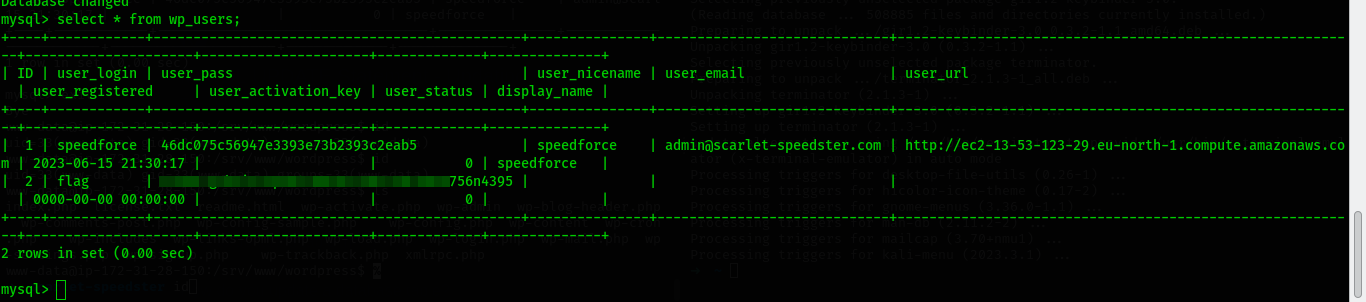 Database changed
mysql> select * from wp_users;
+----+------------+-------------------------------------------+---------------+----------------------------+------------------------------------------------------
--+---------------------+---------------------+-------------+--------------+
| ID | user_login | user_pass | user_nicename | user_email | user_url
| user_registered | user_activation_key | user_status | display_name |
+----+------------+-------------------------------------------+---------------+----------------------------+------------------------------------------------------
--+---------------------+---------------------+-------------+--------------+
| 1 | speedforce | 46dc075c56947e3393e73b2393c2eab5 | speedforce | admin@scarlet-speedster.com | http://ec2-13-53-123-29.eu-north-1.compute.amazonaws.co
m | 2023-06-15 21:30:17 | | 0 | speedforce |
| 2 | flag | 756n4395 | | |
| 0000-00-00 00:00:00 | | 0 | |
+----+------------+-------------------------------------------+---------------+----------------------------+------------------------------------------------------
--+---------------------+---------------------+-------------+--------------+
2 rows in set (0.00 sec)
mysql>